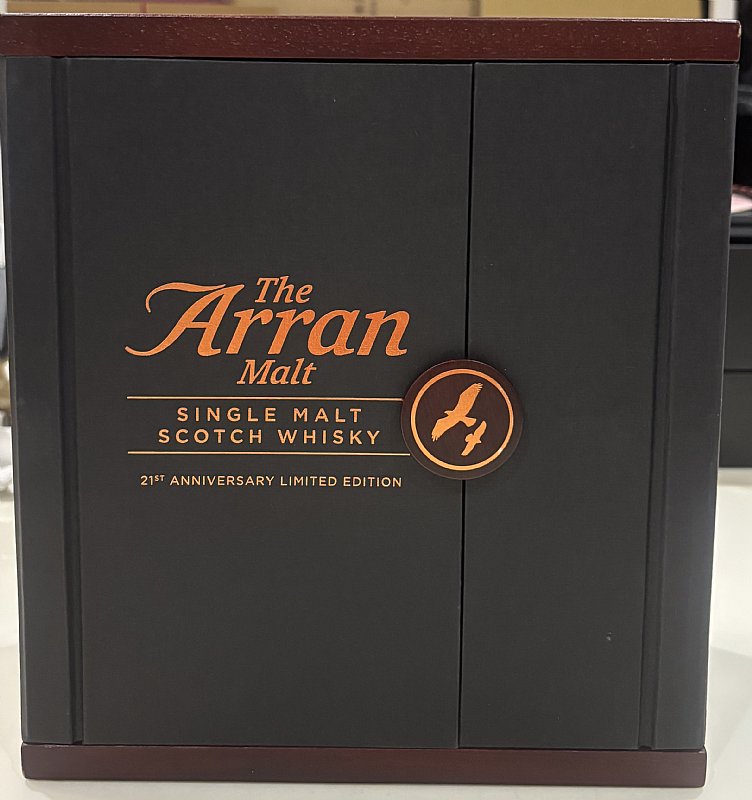 The
Arran
Malt
SINGLE MALT
SCOTCH WHISKY
21ST ANNIVERSARY LIMITED EDITION